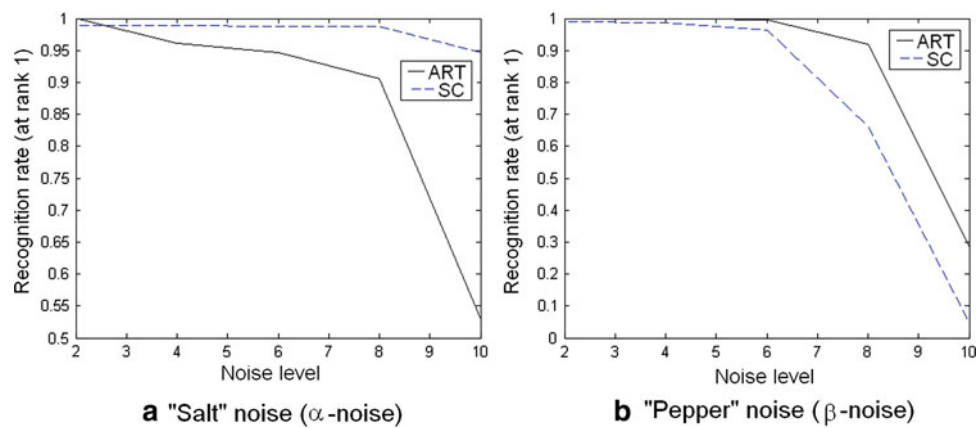 Recognition rate (at rank 1)
1
0.95
0.9
0.85
0.8
0.75
0.7
0.65
0.6
0.55
0.5
ART
SC
2 3 4 5 6 7 8 9 10
Noise level
a "Salt" noise (α-noise)
Recognition rate (at rank 1)
1
0.9
0.8
0.7
0.6
0.5
0.4
0.3
0.2
0.1
0
ART
SC
2 3 4 5 6 7 8 9 10
Noise level
b "Pepper" noise (β-noise)